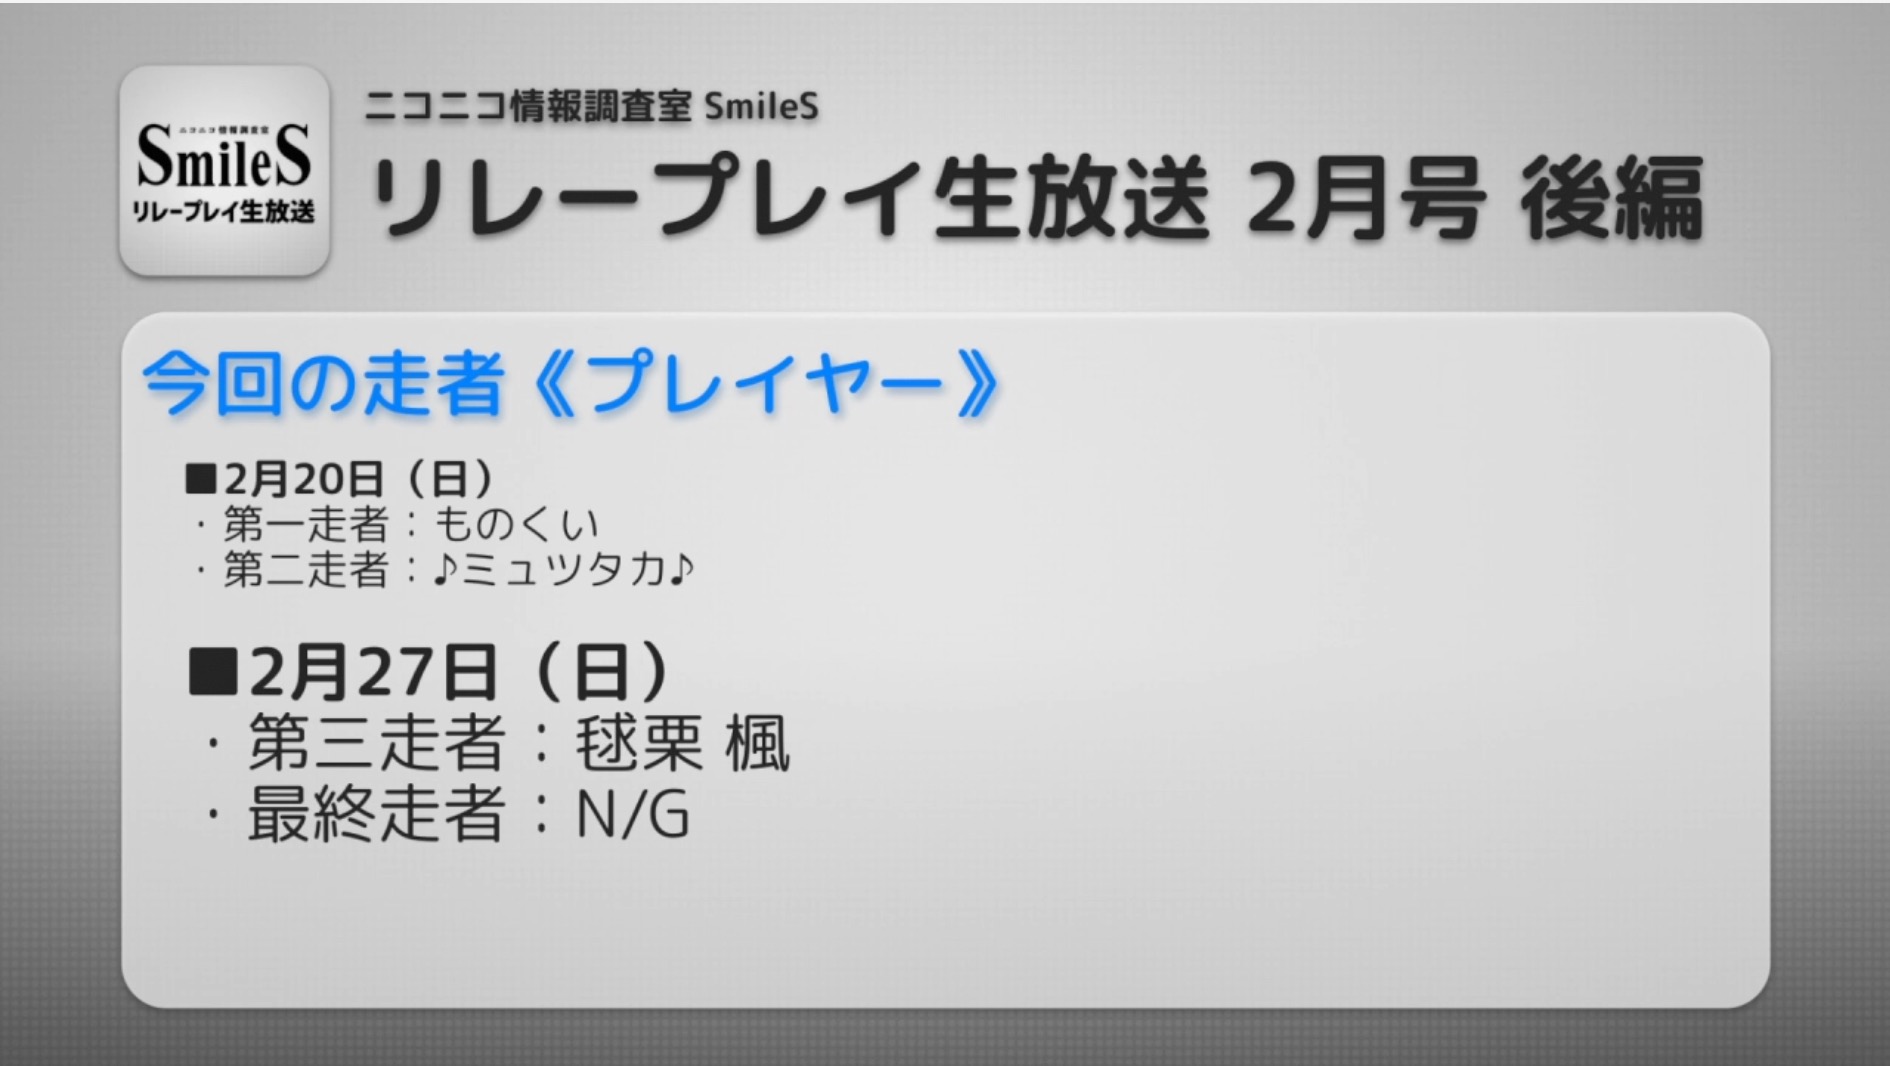 ニコニコ情報調査室
SmileS
リレープレイ生放送
ニコニコ情報調査室 SmileS
リレープレイ生放送 2月号 後編
今回の走者《プレイヤー》
■2月20日（日）
・第一走者：ものくい
・第二走者：♪ミュツタカ♪
■2月27日（日）
・第三走者：毬栗 楓
・最終走者：N/G